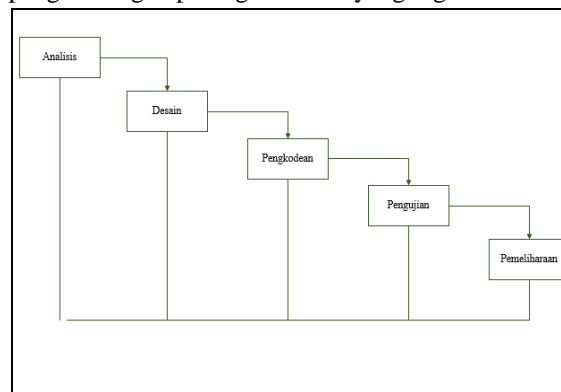 Analisis
Desain
Pengkodean
Pengujian
Pemeliharaan